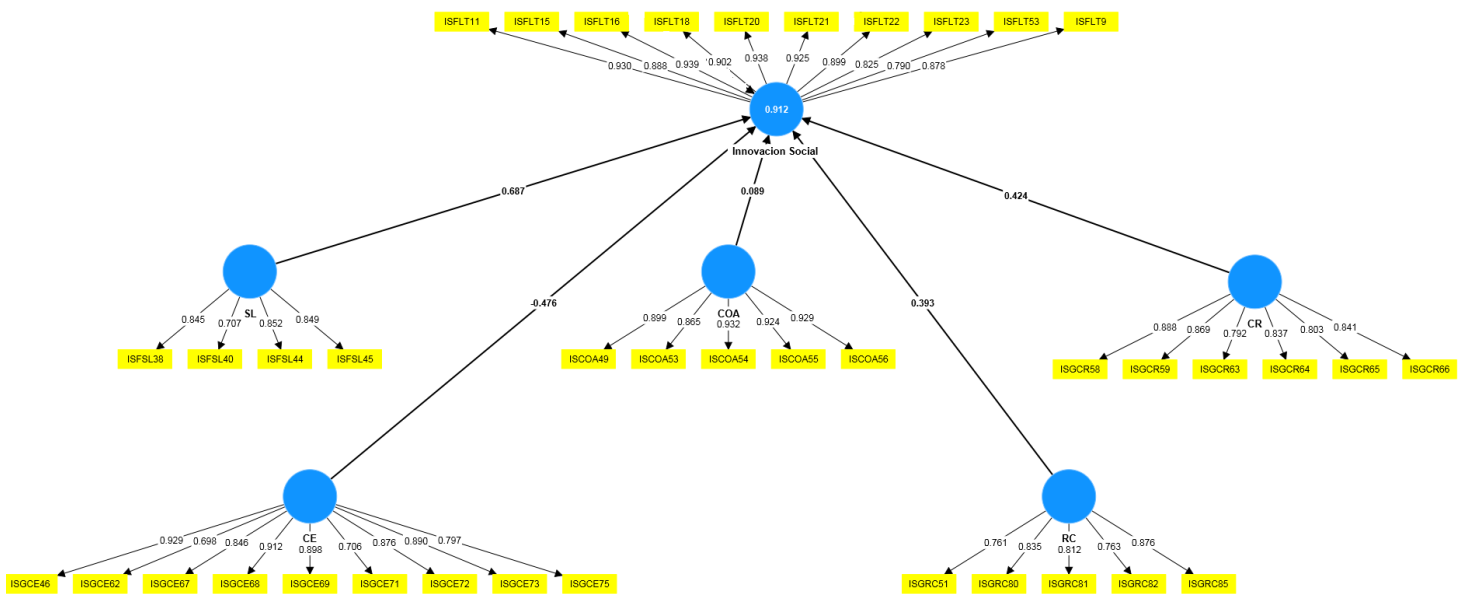 ISFLT11 ISFLT15 ISFLT16 ISFLT18 ISFLT20 ISFLT21 ISFLT22 ISFLT23 ISFLT53 ISFLT9
0.930 0.888 0.939 0.902 0.938 0.925 0.899 0.825 0.790 0.878
0.912
Innovacion Social
0.687 0.089 0.424
-0.476 0.393
SL COA CR
0.845 0.707 0.852 0.849 0.899 0.865 0.932 0.924 0.929 0.888 0.869 0.792 0.837 0.803 0.841
ISFSL38 ISFSL40 ISFSL44 ISFSL45 ISCOA49 ISCOA53 ISCOA54 ISCOA55 ISCOA56 ISGCR58 ISGCR59 ISGCR63 ISGCR64 ISGCR65 ISGCR66
CE RC
0.929 0.698 0.846 0.912 0.898 0.706 0.876 0.890 0.797 0.761 0.835 0.812 0.763 0.876
ISGCE46 ISGCE62 ISGCE67 ISGCE68 ISGCE69 ISGCE71 ISGCE72 ISGCE73 ISGCE75 ISGRC51 ISGRC80 ISGRC81 ISGRC82 ISGRC85